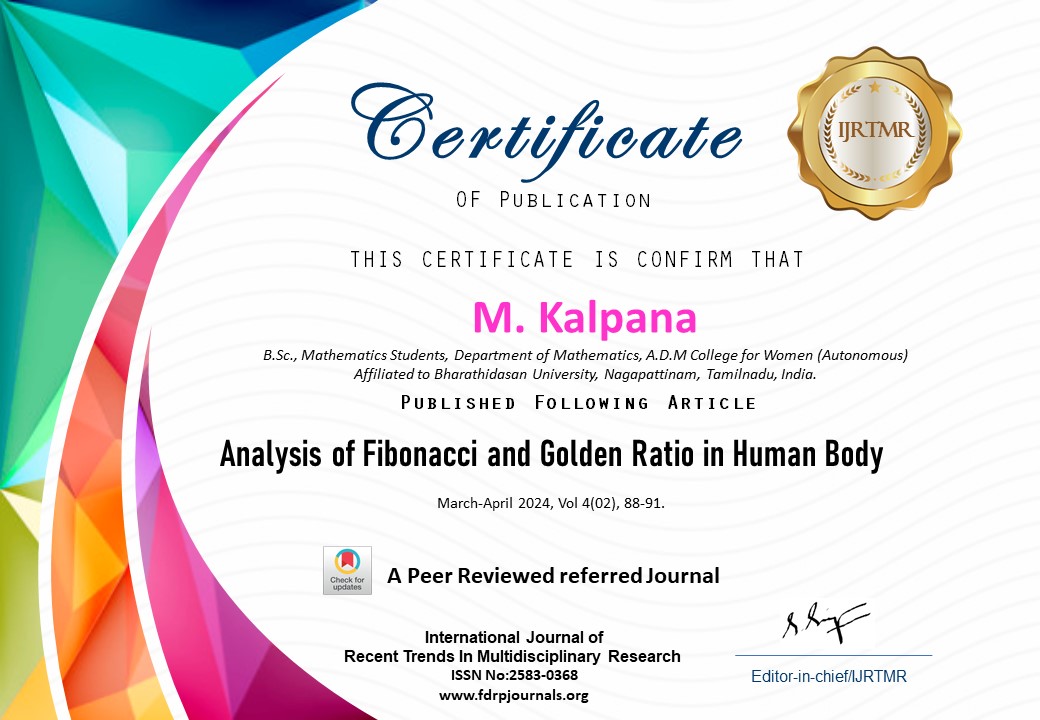 Certificate
OF PUBLICATION
IJRTMR
THIS CERTIFICATE IS CONFIRM THAT
M. Kalpana
B.Sc., Mathematics Students, Department of Mathematics, A.D.M College for Women (Autonomous)
Affiliated to Bharathidasan University, Nagapattinam, Tamilnadu, India.
PUBLISHED FOLLOWING ARTICLE
Analysis of Fibonacci and Golden Ratio in Human Body
March-April 2024, Vol 4(02), 88-91.
Check for
updates
A Peer Reviewed referred Journal
International Journal of
Recent Trends In Multidisciplinary Research
ISSN No:2583-0368
www.fdrpjournals.org
Editor-in-chief/IJRTMR